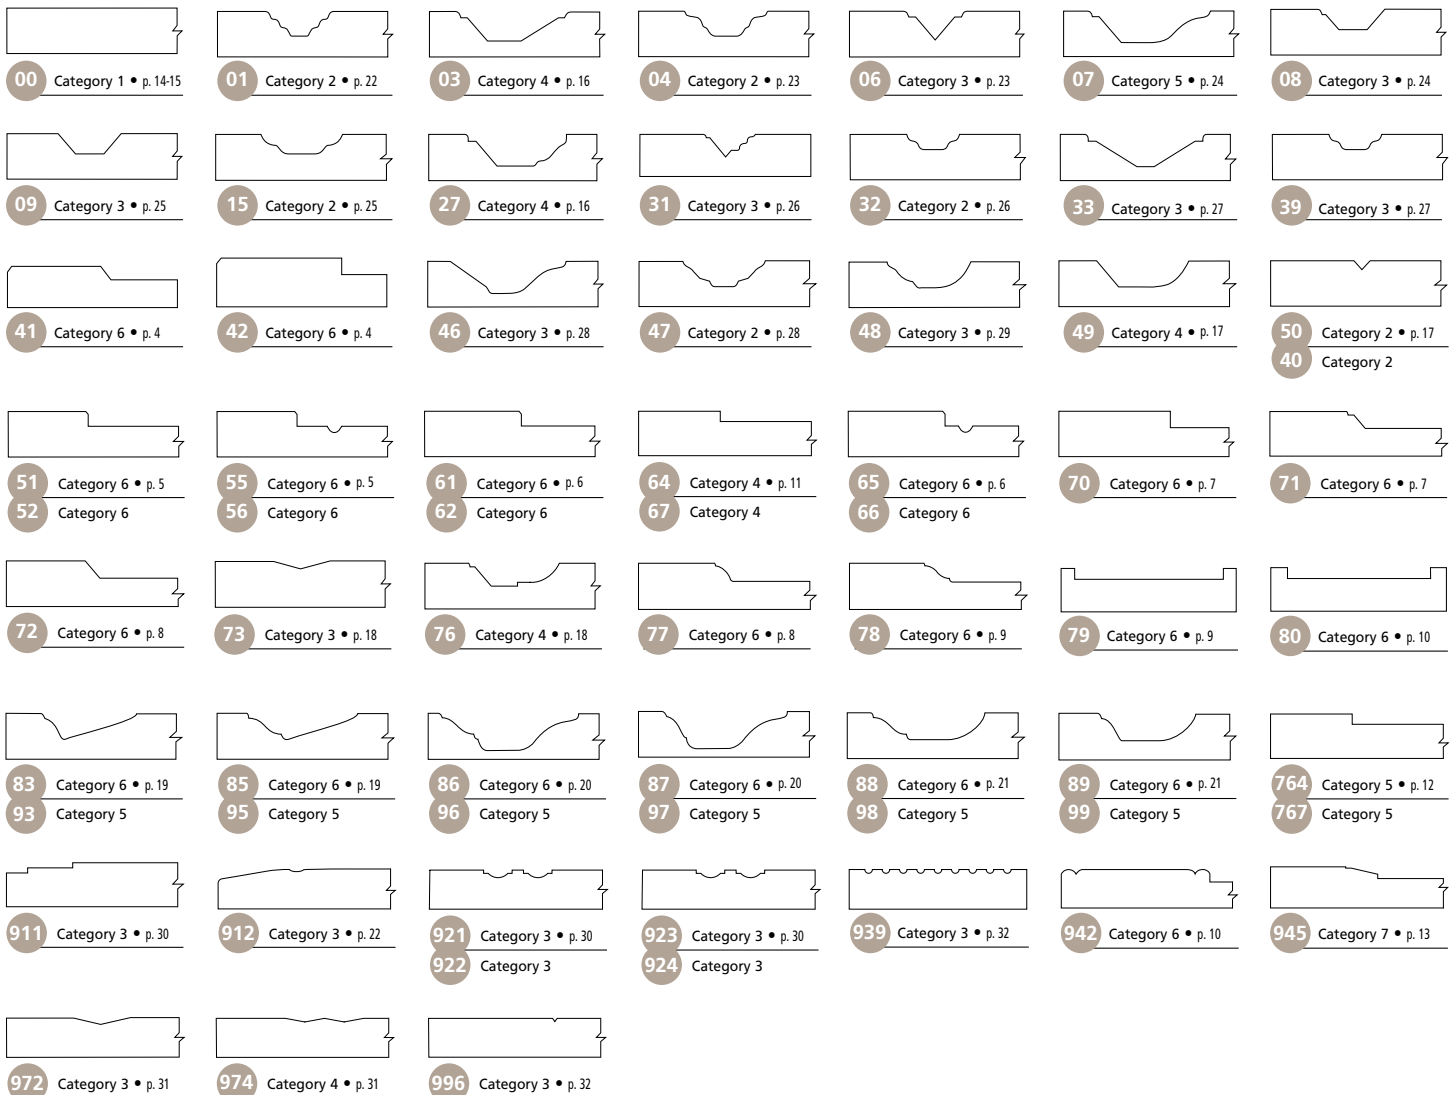 00 Category 1 • p. 14-15
01 Category 2 • p. 22
03 Category 4 • p. 16
04 Category 2 • p. 23
06 Category 3 • p. 23
07 Category 5 • p. 24
08 Category 3 • p. 24
09 Category 3 • p. 25
15 Category 2 • p. 25
27 Category 4 • p. 16
31 Category 3 • p. 26
32 Category 2 • p. 26
33 Category 3 • p. 27
39 Category 3 • p. 27
41 Category 6 • p. 4
42 Category 6 • p. 4
46 Category 3 • p. 28
47 Category 2 • p. 28
48 Category 3 • p. 29
49 Category 4 • p. 17
50 Category 2 • p. 17
40 Category 2
51 Category 6 • p. 5
52 Category 6
55 Category 6 • p. 5
56 Category 6
61 Category 6 • p. 6
62 Category 6
64 Category 4 • p. 11
67 Category 4
65 Category 6 • p. 6
66 Category 6
70 Category 6 • p. 7
71 Category 6 • p. 7
72 Category 6 • p. 8
73 Category 3 • p. 18
76 Category 4 • p. 18
77 Category 6 • p. 8
78 Category 6 • p. 9
79 Category 6 • p. 9
80 Category 6 • p. 10
83 Category 6 • p. 19
93 Category 5
85 Category 6 • p. 19
95 Category 5
86 Category 6 • p. 20
96 Category 5
87 Category 6 • p. 20
97 Category 5
88 Category 6 • p. 21
98 Category 5
89 Category 6 • p. 21
99 Category 5
764 Category 5 • p. 12
767 Category 5
911 Category 3 • p. 30
912 Category 3 • p. 22
921 Category 3 • p. 30
922 Category 3
923 Category 3 • p. 30
924 Category 3
939 Category 3 • p. 32
942 Category 6 • p. 10
945 Category 7 • p. 13
972 Category 3 • p. 31
974 Category 4 • p. 31
996 Category 3 • p. 32